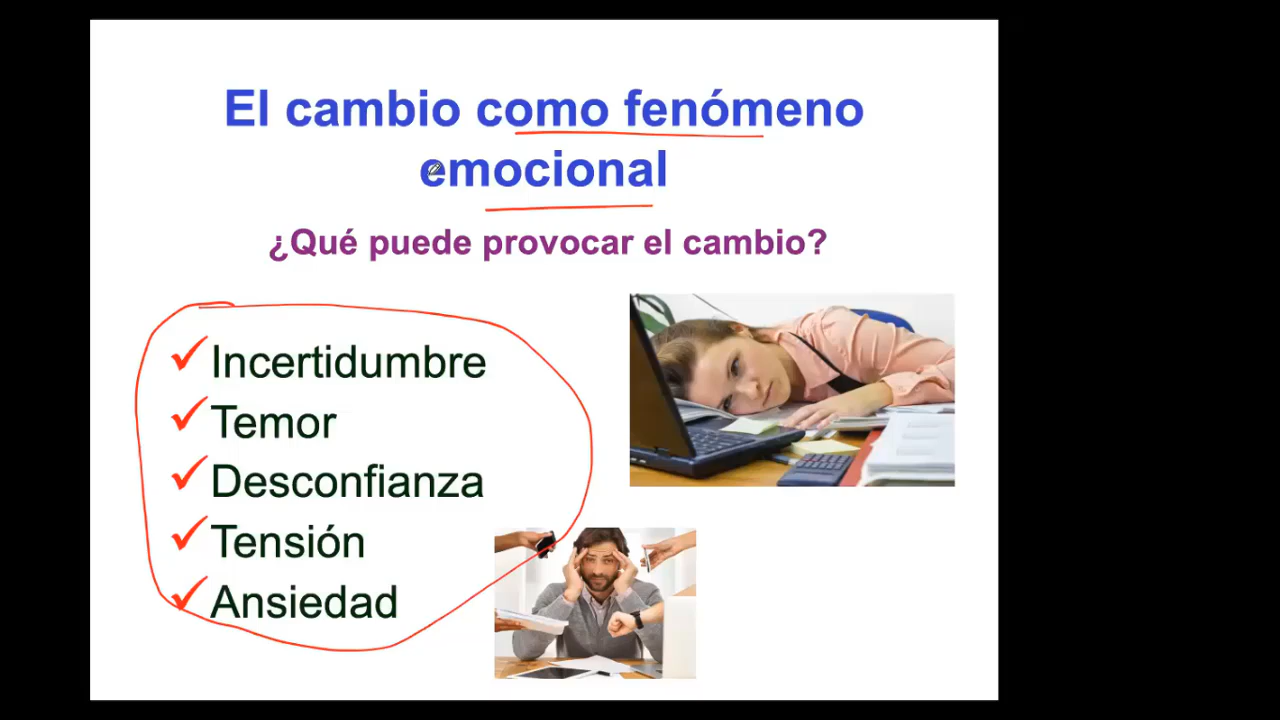 El cambio como fenómeno
emocional
¿Qué puede provocar el cambio?
Incertidumbre
Temor
Desconfianza
Tensión
Ansiedad